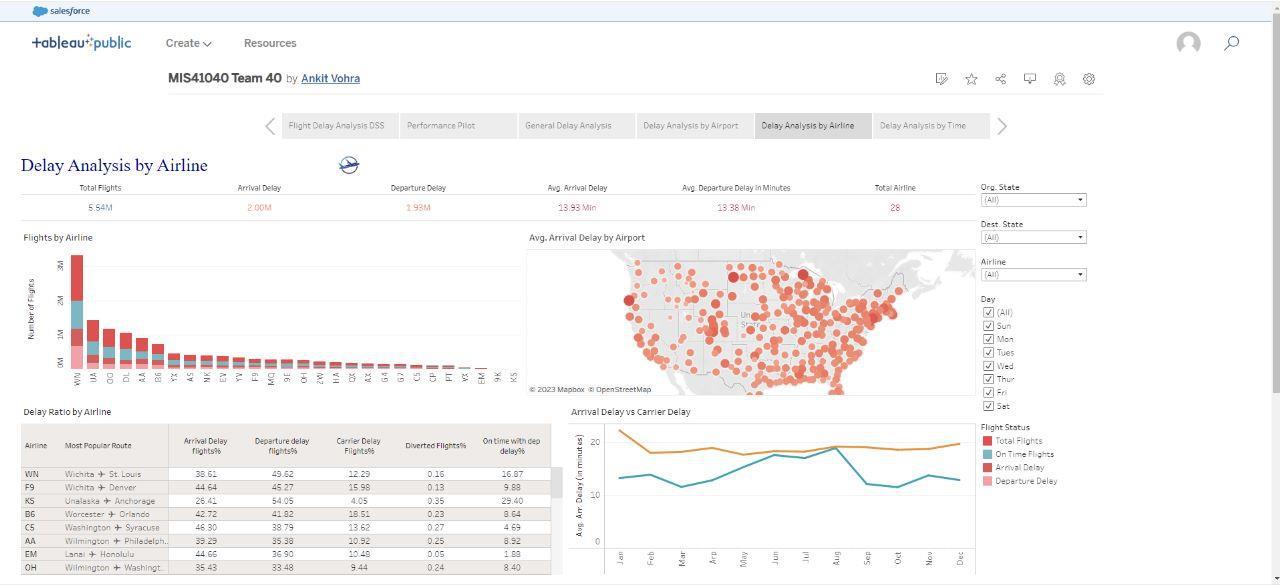 salesforce
+ableau+public
Create
Resources
MIS41040 Team 40 by Ankit Vohra
Flight Delay Analysis DSS
Performance Pilot
General Delay Analysis
Delay Analysis by Airport
Delay Analysis by Airline
Delay Analysis by Time
Delay Analysis by Airline
Total Flights Arrival Delay Departure Delay Avg. Arrival Delay Avg. Departure Delay in Minutes Total Airline
5.54M 2.00M 1.93M 13.93 Min 13.38 Min 28
Org. State
(All)
Dest. State
(All)
Airline
(All)
Day
(All)
Sun
Mon
Tues
Wed
Thur
Fri
Sat
Flight Status
Total Flights
On Time Flights
Arrival Delay
Departure Delay
Flights by Airline
Number of Flights
3M
2M
1M
0M
WN UA OO DL AA B6 YX AS NK EV YV F9 MQ 9E OH ZW HA QX AX G4 G7 C5 CP PT VX EM 9K KS
Avg. Arrival Delay by Airport
© 2023 Mapbox © OpenStreetMap
Delay Ratio by Airline
Airline Most Popular Route Arrival Delay flights% Departure delay flights% Carrier Delay Flights% Diverted Flights% On time with dep delay%
WN Wichita ✈ St. Louis 38.61 49.62 12.29 0.16 16.87
F9 Wichita ✈ Denver 44.64 45.27 15.98 0.13 9.88
KS Unalaska ✈ Anchorage 26.41 54.05 4.05 0.35 29.40
B6 Worcester ✈ Orlando 42.72 41.82 18.51 0.23 8.64
C5 Washington ✈ Syracuse 46.30 38.79 13.62 0.27 4.69
AA Wilmington ✈ Philadelph.. 39.29 35.38 10.92 0.25 8.92
EM Lanai ✈ Honolulu 44.66 36.90 10.48 0.05 1.88
OH Wilmington ✈ Washingt.. 35.43 33.48 9.44 0.24 8.40
Arrival Delay vs Carrier Delay
Avg. Arr. Delay (in minutes)
20
10
0
Jan Feb Mar Arp May Jun Jul Aug Sep Oct Nov Dec